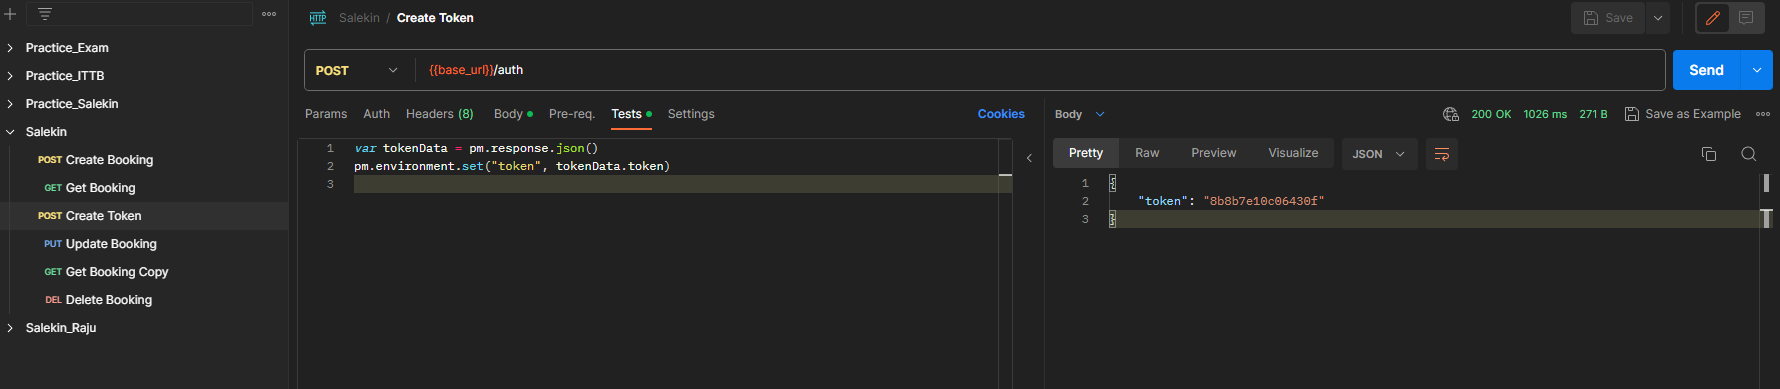 HTTP Salekin / Create Token
Save
Practice_Exam
Practice_ITTB
Practice_Salekin
Salekin
POST Create Booking
GET Get Booking
POST Create Token
PUT Update Booking
GET Get Booking Copy
DEL Delete Booking
Salekin_Raju
POST {{base_url}}/auth Send
Params Auth Headers (8) Body Pre-req. Tests Settings Cookies
1 var tokenData = pm.response.json()
2 pm.environment.set("token", tokenData.token)
3
Body 200 OK 1026 ms 271 B Save as Example
Pretty Raw Preview Visualize JSON
1 {
2 "token": "8b8b7e10c06430f"
3 }